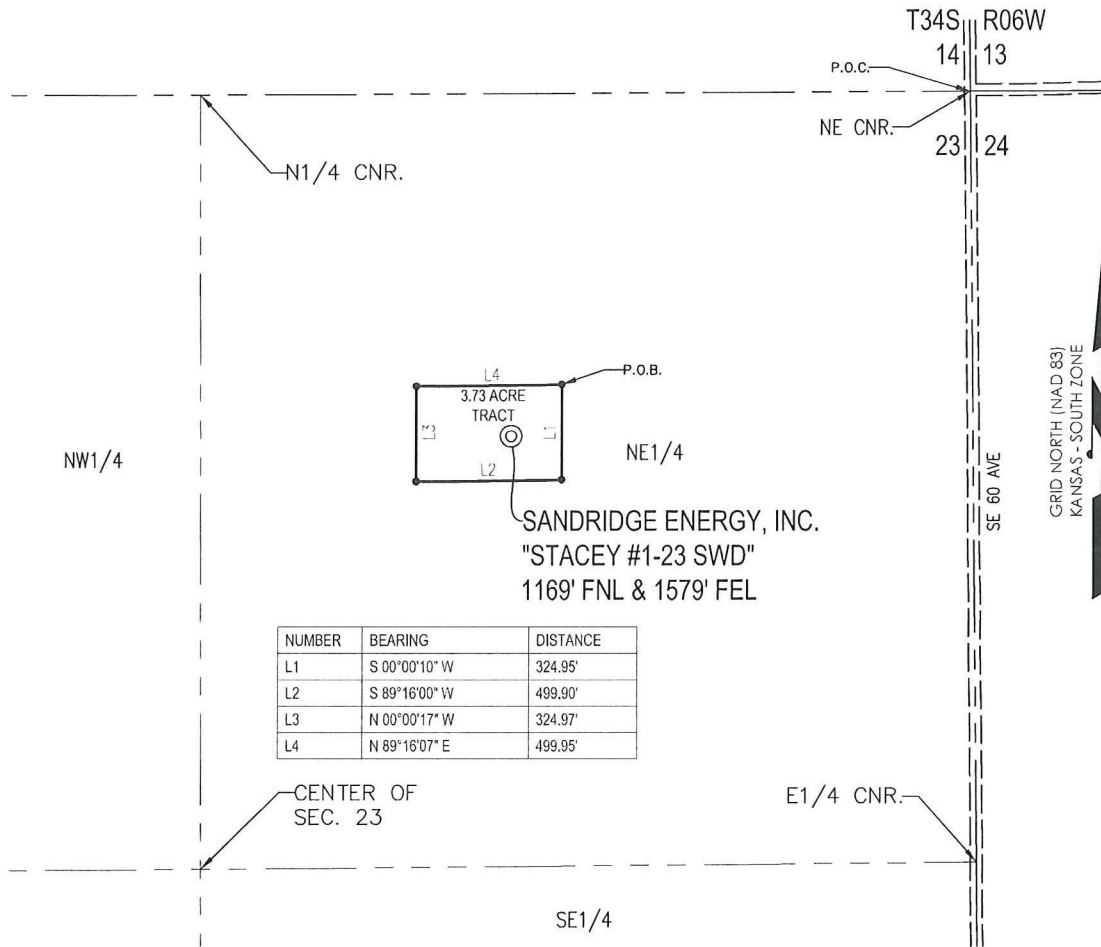 T34S R06W
14 13
P.O.C.
NE CNR.
23 24
N1/4 CNR.
L4
P.O.B.
3.73 ACRE
TRACT
L3
L1
L2
NW1/4
NE1/4
SANDRIDGE ENERGY, INC.
"STACEY #1-23 SWD"
1169' FNL & 1579' FEL
SE 60 AVE
GRID NORTH (NAD 83)
KANSAS - SOUTH ZONE
NUMBER BEARING DISTANCE
L1 S 00°00'10" W 324.95'
L2 S 89°16'00" W 499.90'
L3 N 00°00'17" W 324.97'
L4 N 89°16'07" E 499.95'
CENTER OF
SEC. 23
E1/4 CNR.
SE1/4